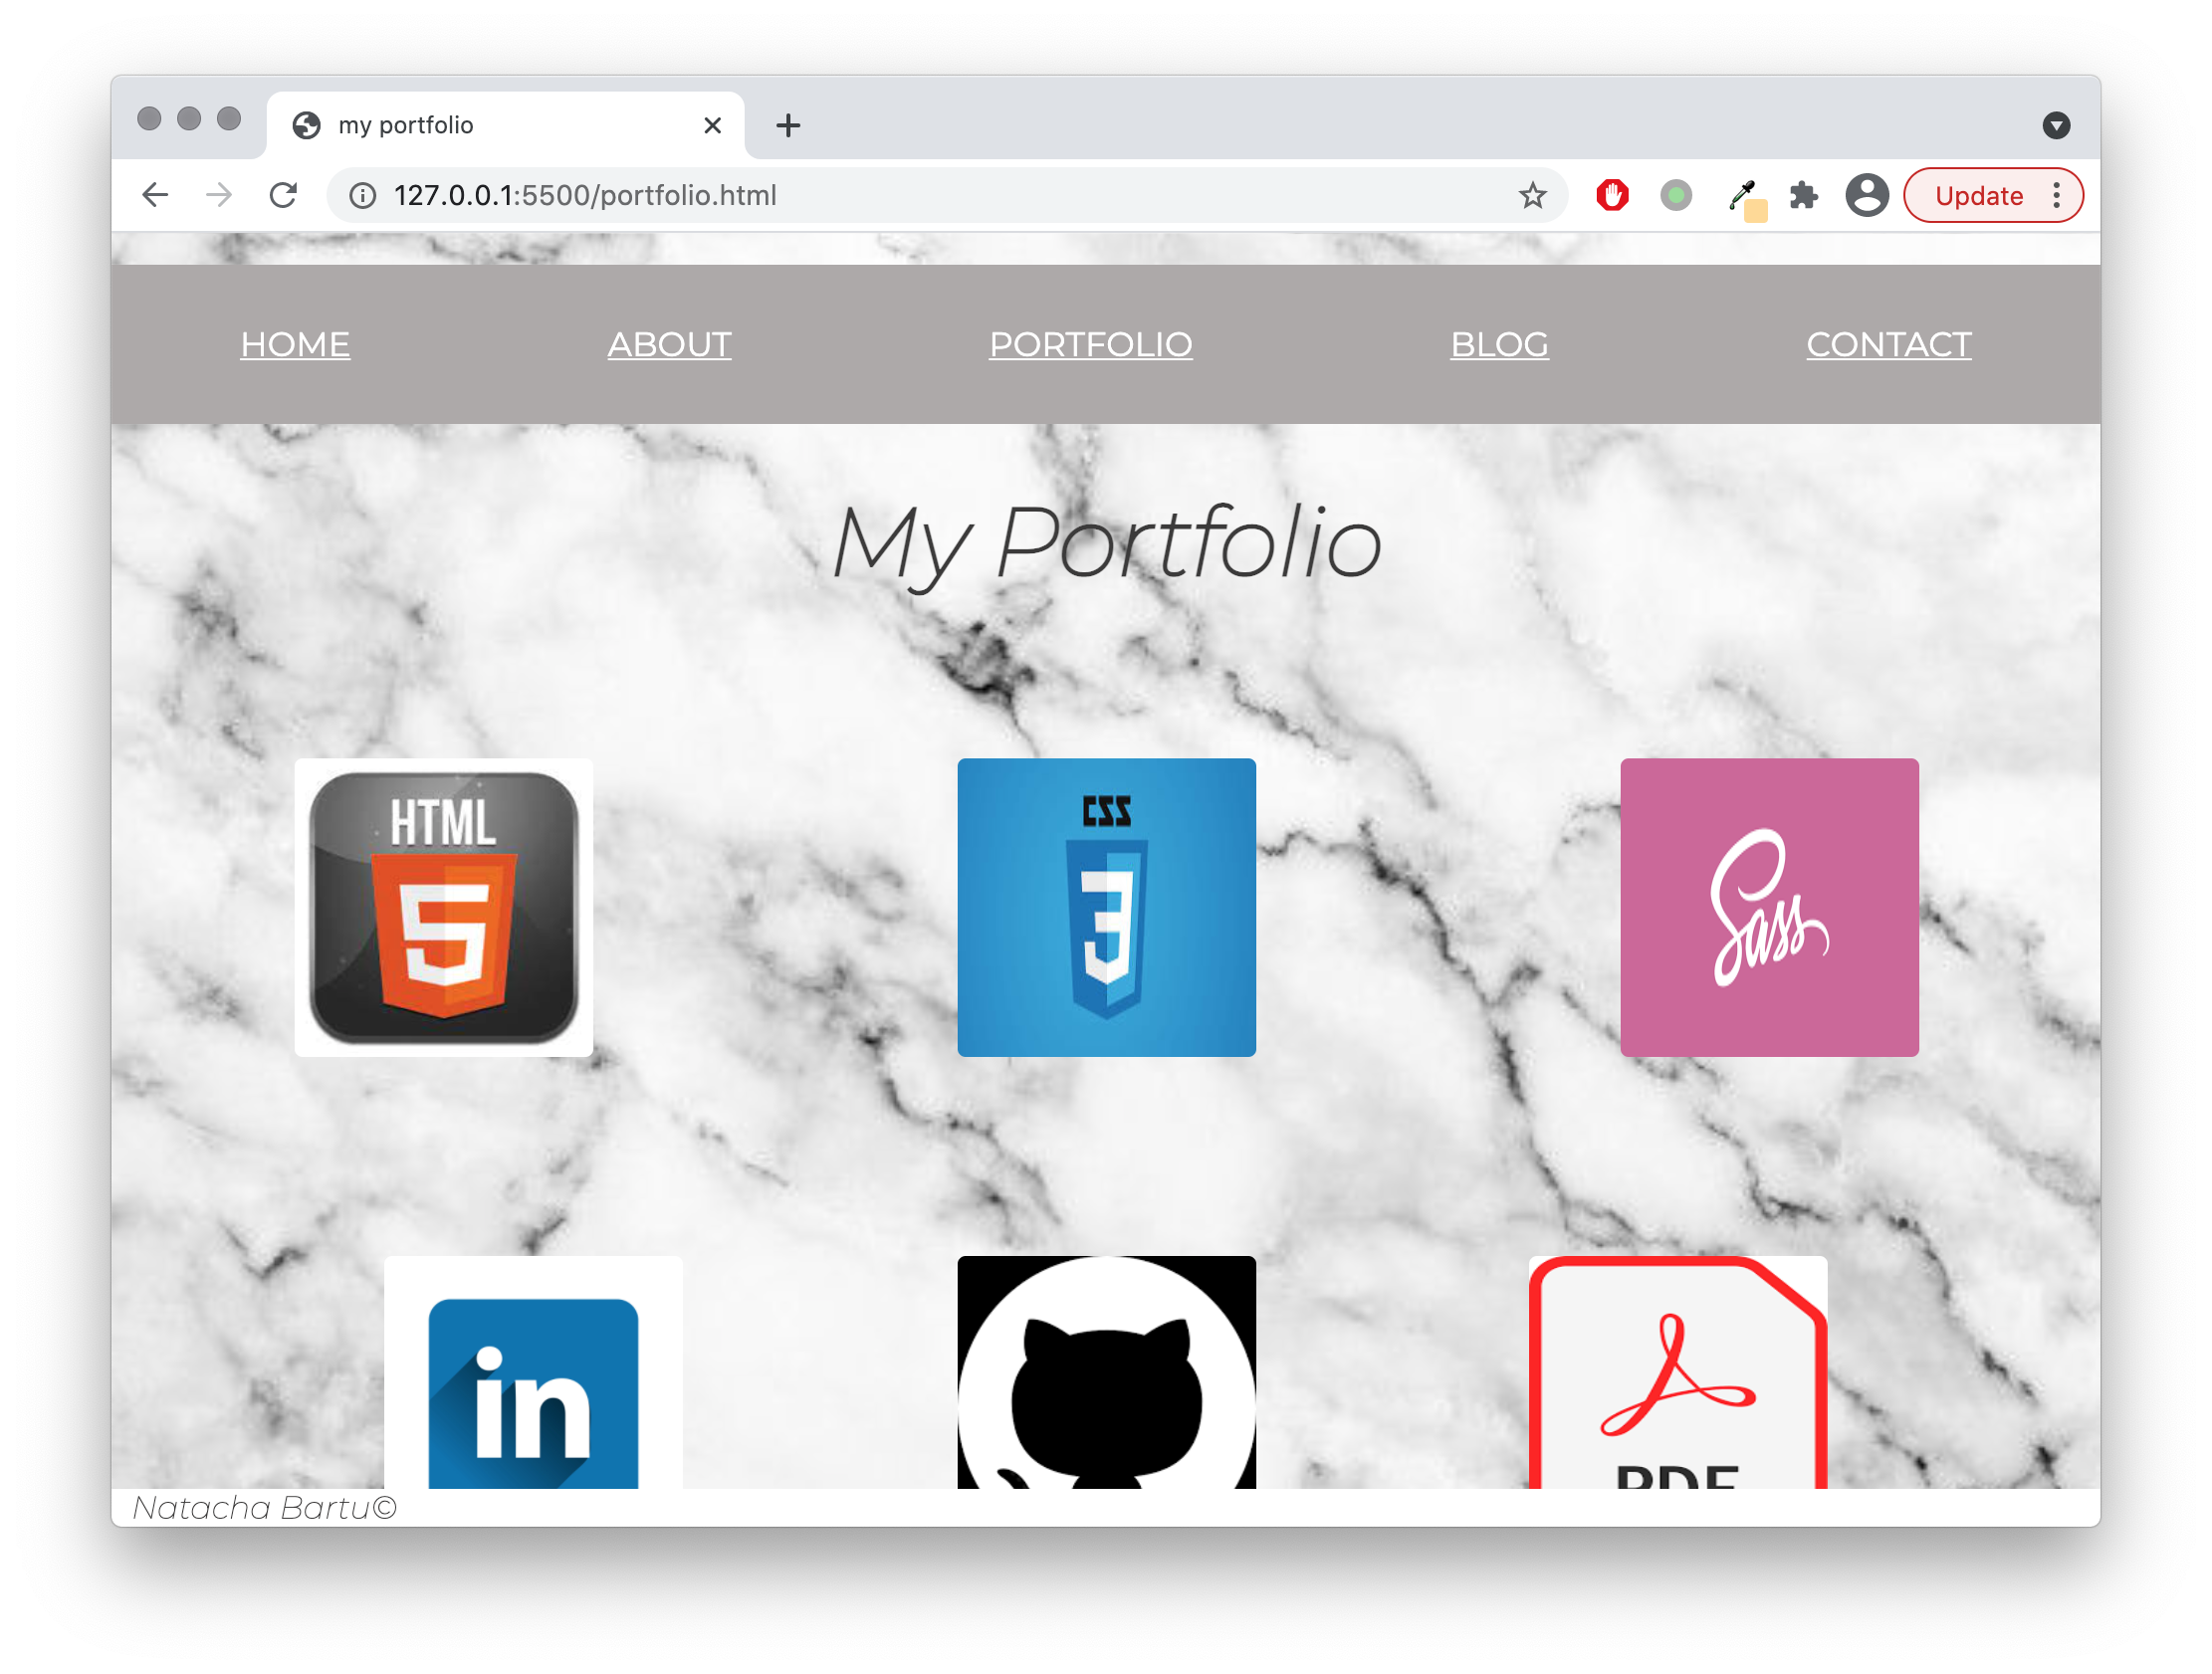 my portfolio
127.0.0.1:5500/portfolio.html
Update
HOME ABOUT PORTFOLIO BLOG CONTACT
My Portfolio
HTML
5
CSS
3
Sass
in
PDF
Natacha Bartu©